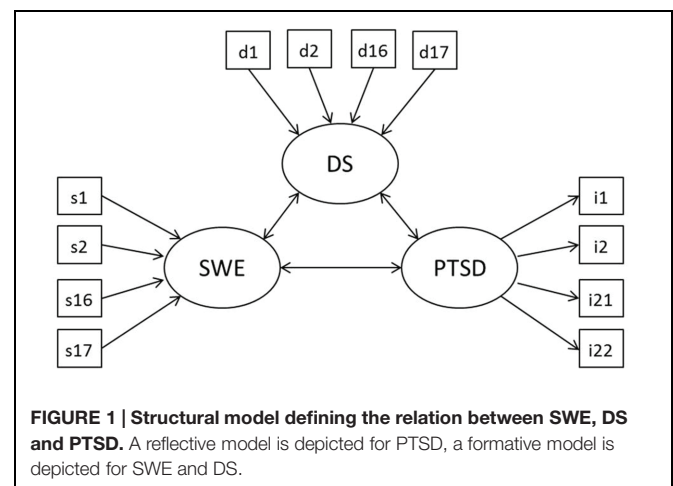 d1 d2 d16 d17
DS
s1
s2
s16
s17
SWE
PTSD
i1
i2
i21
i22
FIGURE 1 | Structural model defining the relation between SWE, DS
and PTSD. A reflective model is depicted for PTSD, a formative model is
depicted for SWE and DS.